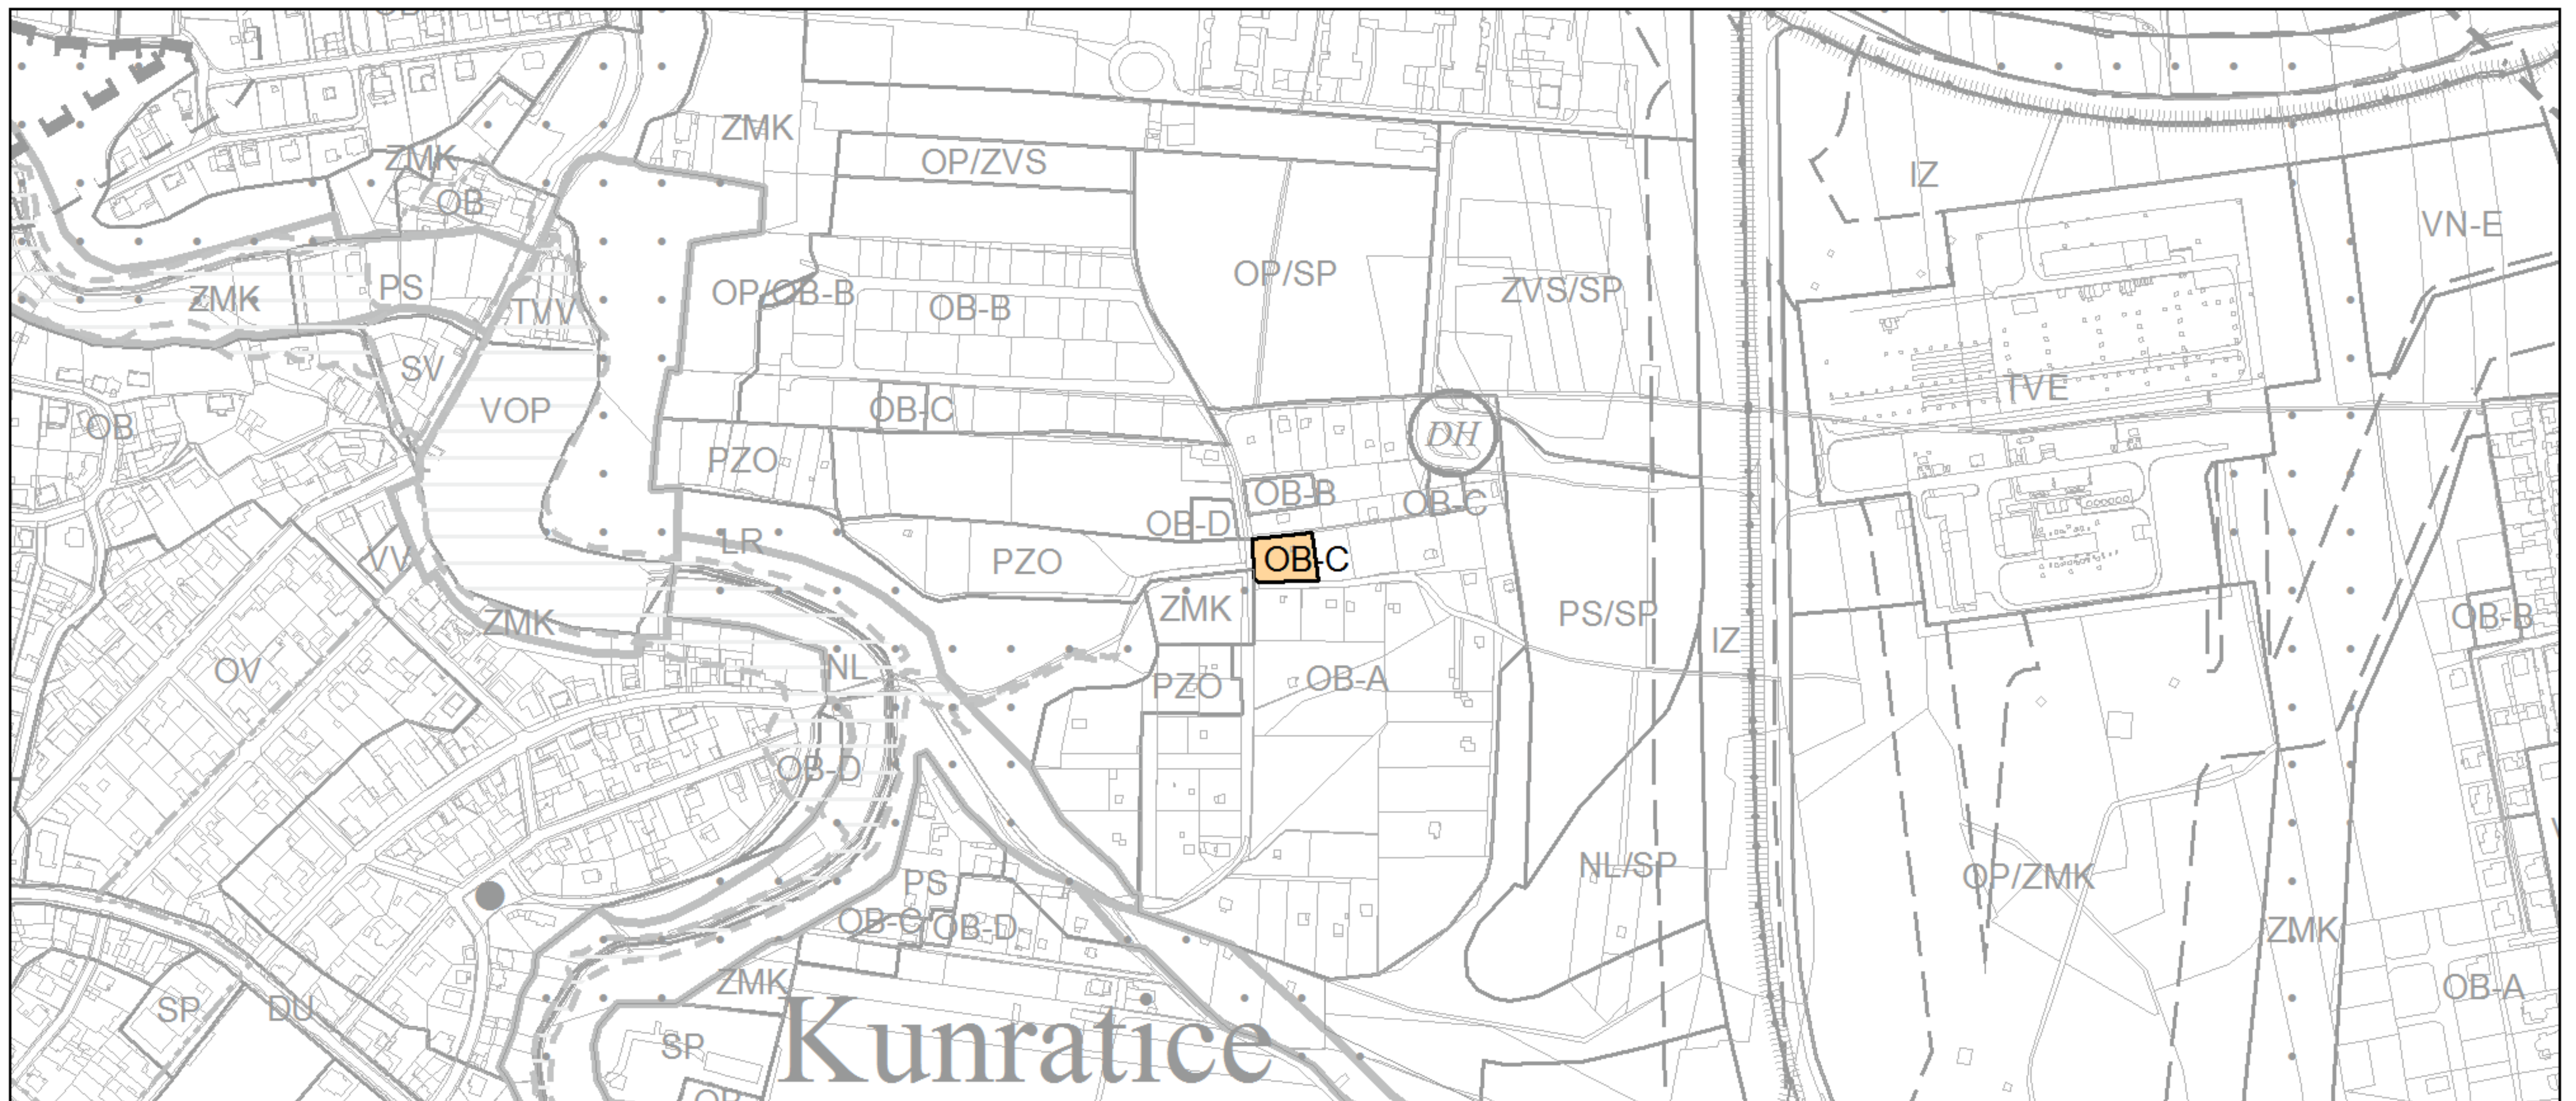 ZMK
ZMK
OP/ZVS
IZ
OB
VN-E
PS
OP/SP
ZMK
OP/OB-B
ZVS/SP
OB-B
TVV
SV
TVE
VOP
OB-C
OB
DH
PZO
OB-B
OB-C
OB-D
LR
VV
PZO
OB-C
ZMK
PS/SP
OB-B
ZMK
IZ
OV
NL
PZO
OB-A
OB-D
NL/SP
OP/ZMK
PS
OB-C
OB-D
ZMK
ZMK
OB-A
SP
DU
Kunratice
SP